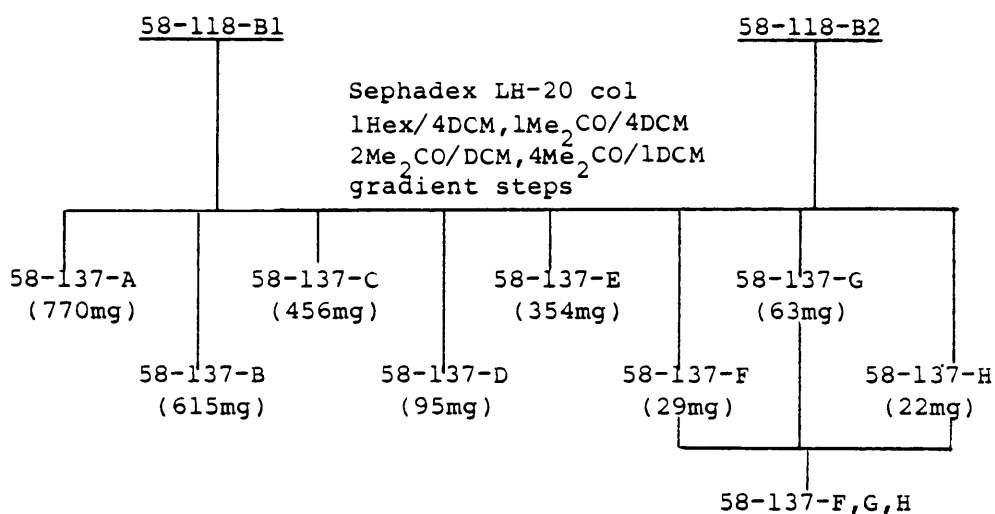 58-118-B1
58-118-B2
Sephadex LH-20 col
1Hex/4DCM,1Me2CO/4DCM
2Me2CO/DCM,4Me2CO/1DCM
gradient steps
58-137-A
(770mg)
58-137-C
(456mg)
58-137-E
(354mg)
58-137-G
(63mg)
58-137-B
(615mg)
58-137-D
(95mg)
58-137-F
(29mg)
58-137-H
(22mg)
58-137-F,G,H